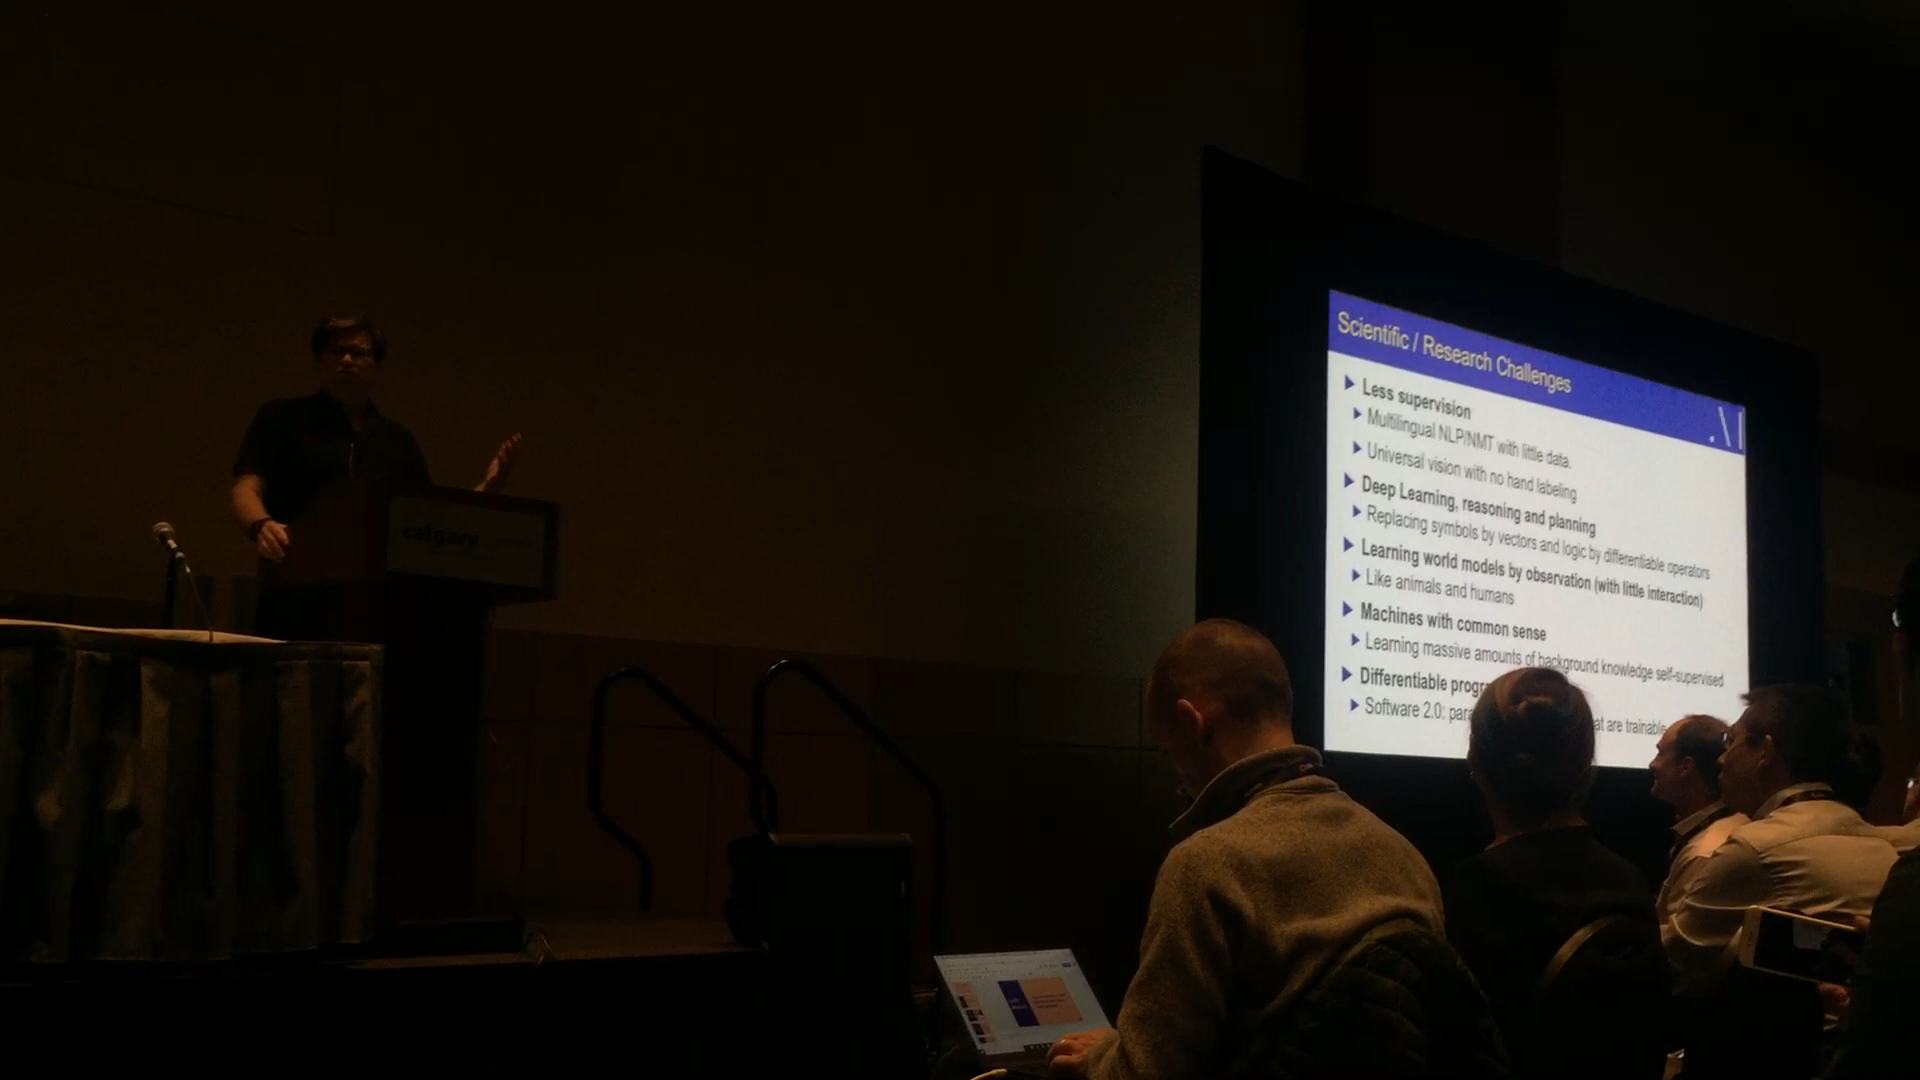 calgary
Scientific / Research Challenges
Less supervision
Multilingual NLP/NMT with little data.
Universal vision with no hand labeling
Deep Learning, reasoning and planning
Replacing symbols by vectors and logic by differentiable operators
Learning world models by observation (with little interaction)
Like animals and humans
Machines with common sense
Learning massive amounts of background knowledge self-supervised
Differentiable
Software 2.0: are trainable